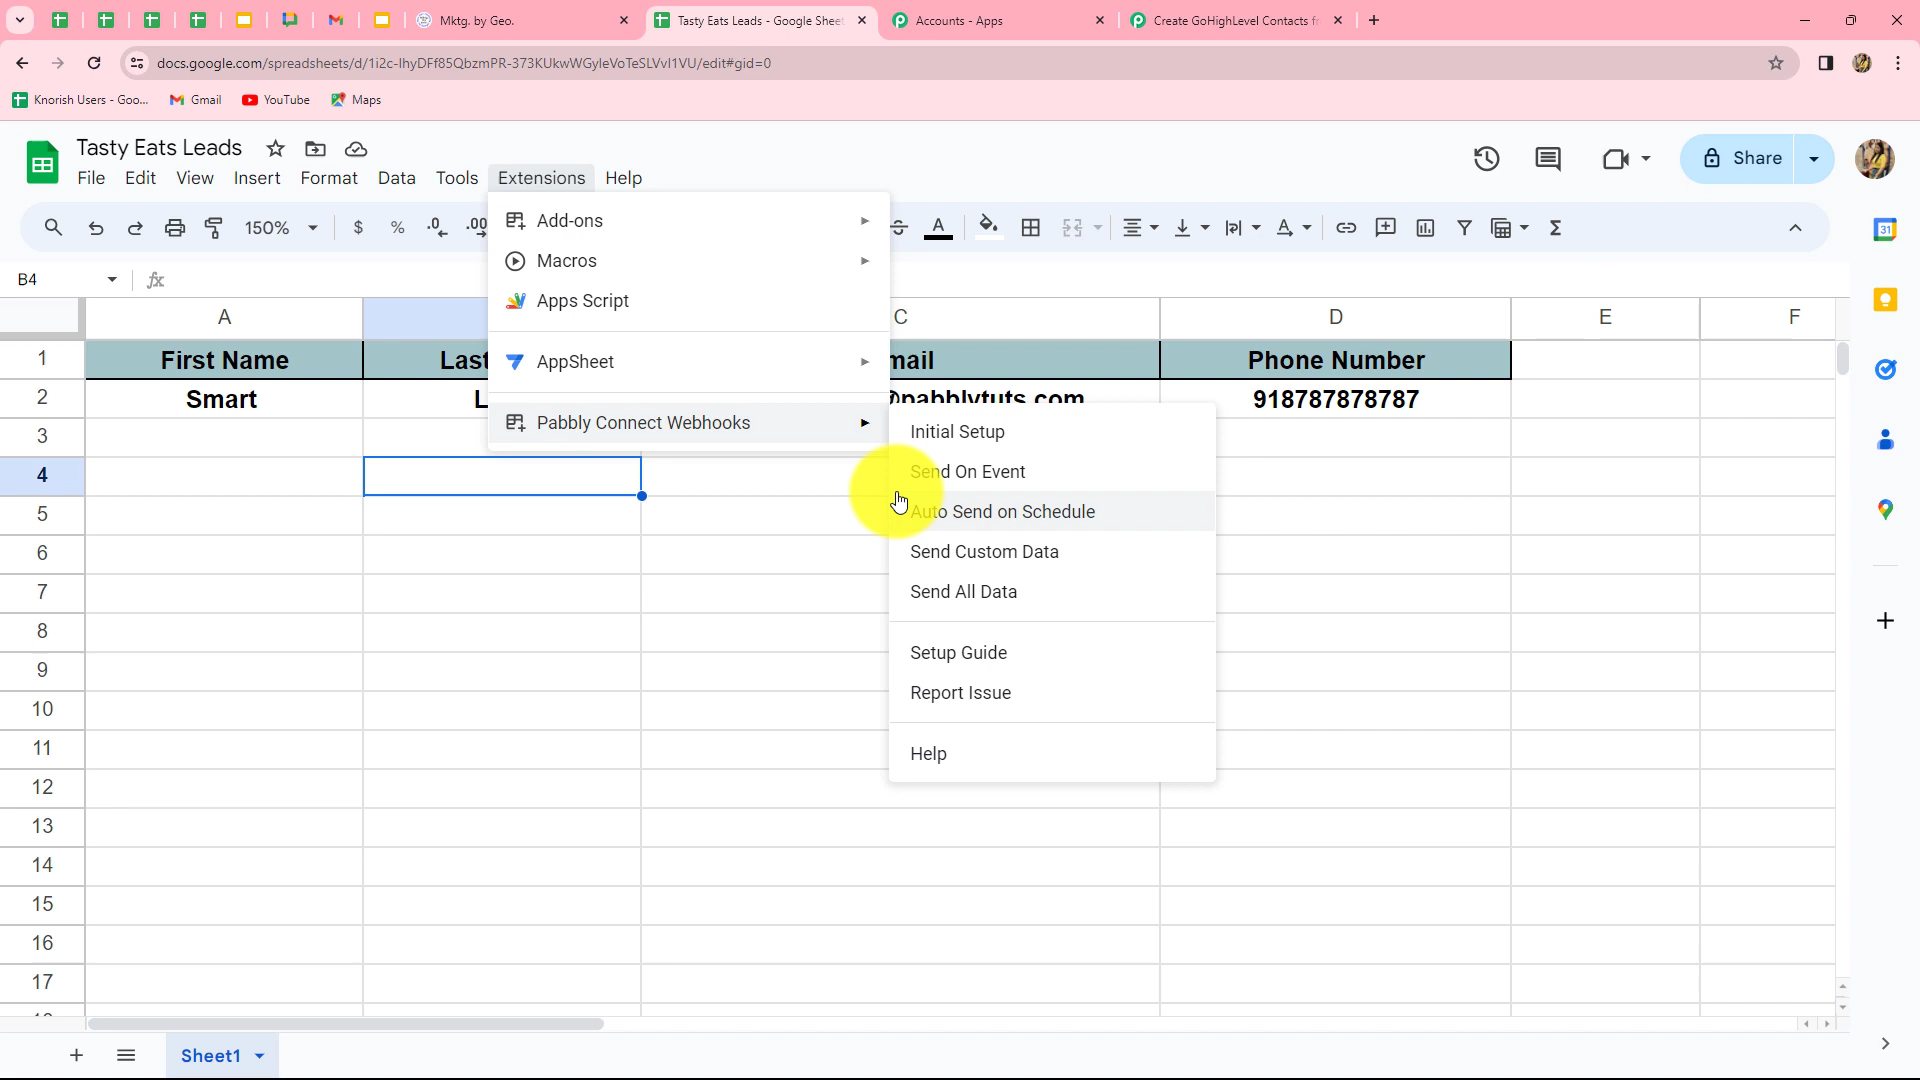 Mktg. by Geo.
Tasty Eats Leads - Google Sheet
Accounts - Apps
Create GoHighLevel Contacts fr
docs.google.com/spreadsheets/d/1i2c-lhyDFf85QbzmPR-373KUkwWGyleVoTeSLVvI1VU/edit#gid=0
Knorish Users - Goo...
Gmail
YouTube
Maps
Tasty Eats Leads
Share
File Edit View Insert Format Data Tools Extensions Help
150% $ % .0 .00
B4
fx
Add-ons
Macros
Apps Script
AppSheet
Pabbly Connect Webhooks
Initial Setup
Send On Event
Auto Send on Schedule
Send Custom Data
Send All Data
Setup Guide
Report Issue
Help
A C D E F
1 First Name Last mail Phone Number
2 Smart L @pabblytuts.com 918787878787
3
4
5
6
7
8
9
10
11
12
13
14
15
16
17
Sheet1
31